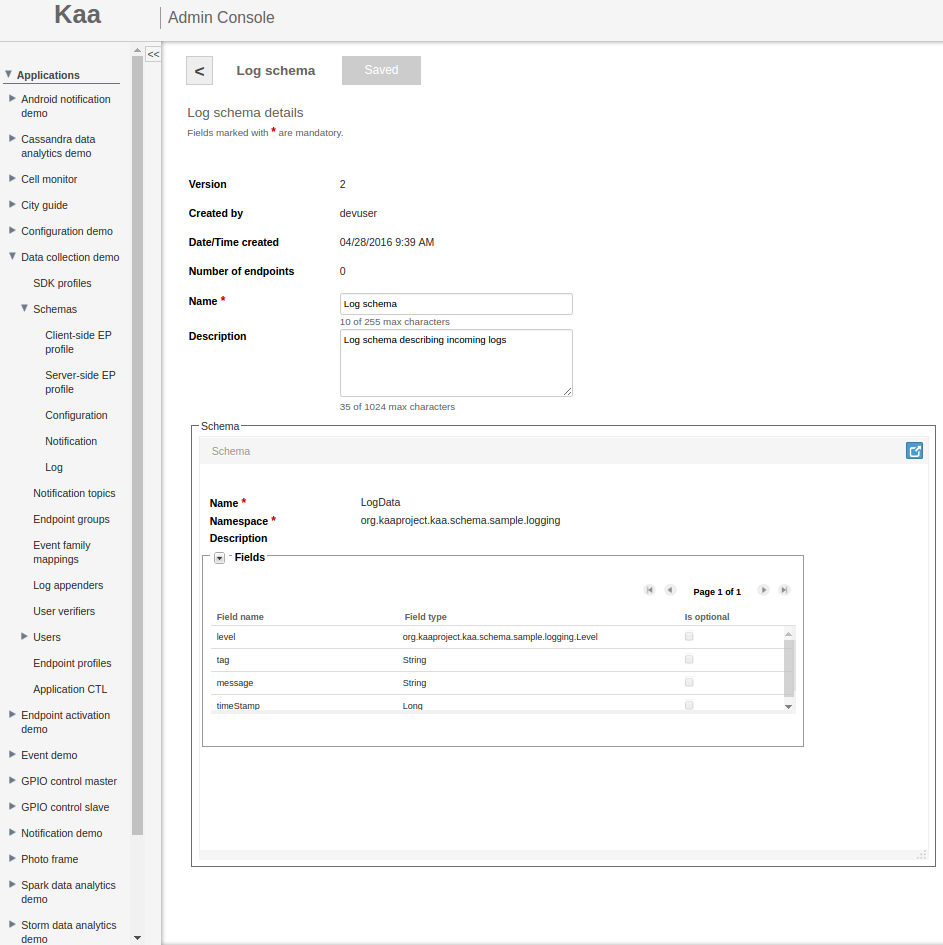 Kaa
Admin Console
<<
Applications
Android notification
demo
Cassandra data
analytics demo
Cell monitor
City guide
Configuration demo
Data collection demo
SDK profiles
Schemas
Client-side EP
profile
Server-side EP
profile
Configuration
Notification
Log
Notification topics
Endpoint groups
Event family
mappings
Log appenders
User verifiers
Users
Endpoint profiles
Application CTL
Endpoint activation
demo
Event demo
GPIO control master
GPIO control slave
Notification demo
Photo frame
Spark data analytics
demo
Storm data analytics
demo
< Log schema Saved
Log schema details
Fields marked with * are mandatory.
Version 2
Created by devuser
Date/Time created 04/28/2016 9:39 AM
Number of endpoints 0
Name * Log schema
10 of 255 max characters
Description Log schema describing incoming logs
35 of 1024 max characters
Schema
Schema
Name * LogData
Namespace * org.kaaproject.kaa.schema.sample.logging
Description
Fields
Page 1 of 1
Field name Field type Is optional
level org.kaaproject.kaa.schema.sample.logging.Level
tag String
message String
timeStamp Long